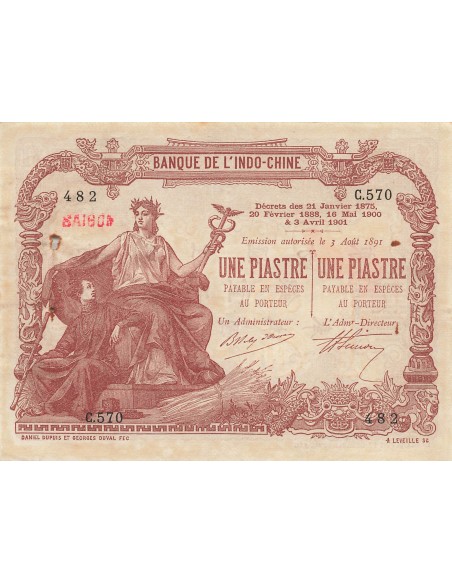 BANQUE DE L'INDO-CHINE
482
C.570
SAIGON
Décrets des 21 Janvier 1875,
20 Février 1888, 16 Mai 1900
& 3 Avril 1901
Emission autorisée le 3 Août 1891
UNE PIASTRE
PAYABLE EN ESPÈCES
AU PORTEUR
Un Administrateur :
UNE PIASTRE
PAYABLE EN ESPÈCES
AU PORTEUR
L'Admr-Directeur
C.570
482
DANIEL DUPUIS ET GEORGES DUVAL FEC
A LEVEILLE SC